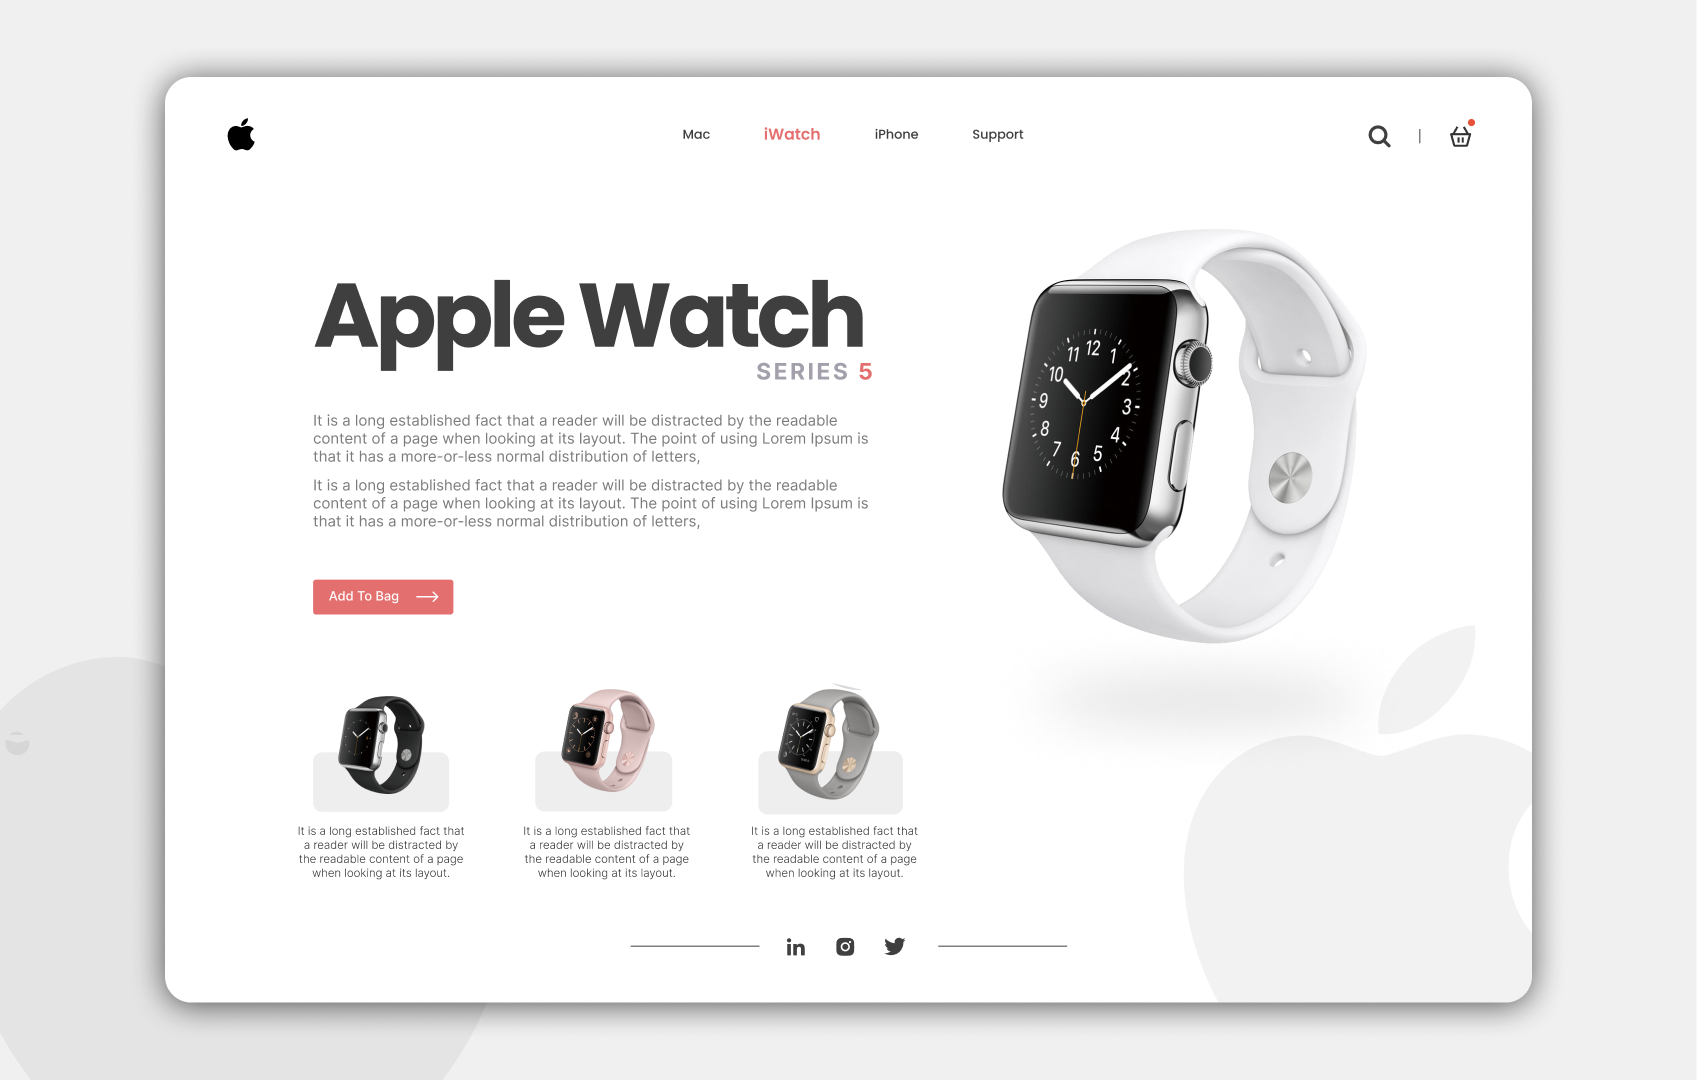 Mac iWatch iPhone Support
Apple Watch
SERIES 5
12
11 1
10 2
9 3
8 4
7 5
6
It is a long established fact that a reader will be distracted by the readable
content of a page when looking at its layout. The point of using Lorem Ipsum is
that it has a more-or-less normal distribution of letters,
It is a long established fact that a reader will be distracted by the readable
content of a page when looking at its layout. The point of using Lorem Ipsum is
that it has a more-or-less normal distribution of letters,
Add To Bag
It is a long established fact that
a reader will be distracted by
the readable content of a page
when looking at its layout.
It is a long established fact that
a reader will be distracted by
the readable content of a page
when looking at its layout.
It is a long established fact that
a reader will be distracted by
the readable content of a page
when looking at its layout.
in